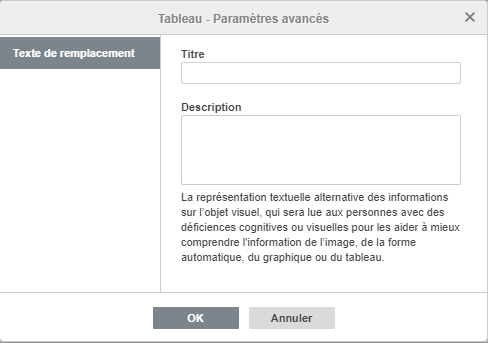 Tableau - Paramètres avancés
Texte de remplacement
Titre
Description
La représentation textuelle alternative des informations
sur l'objet visuel, qui sera lue aux personnes avec des
déficiences cognitives ou visuelles pour les aider à mieux
comprendre l'information de l'image, de la forme
automatique, du graphique ou du tableau.
OK
Annuler